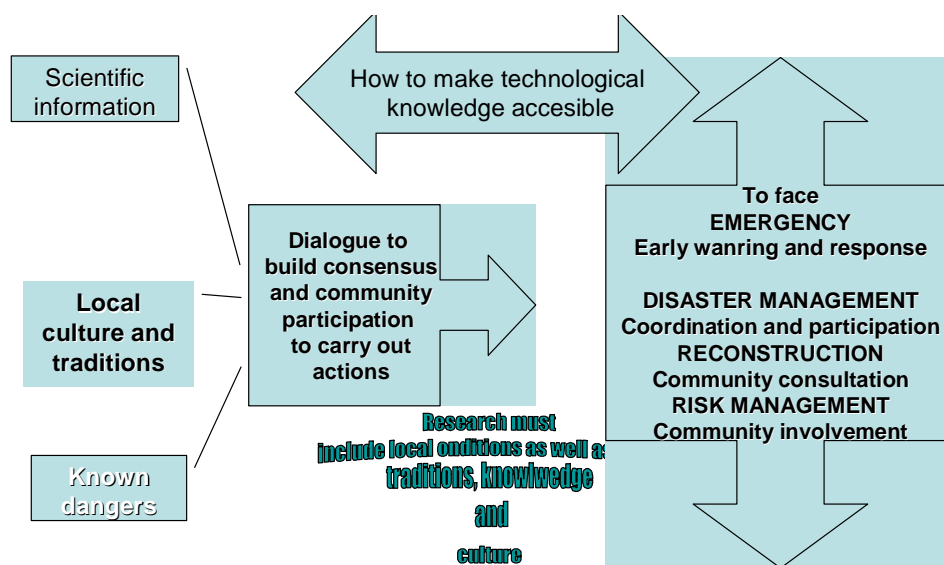 Scientific
information
How to make technological
knowledge accesible
Local
culture and
traditions
Known
dangers
Dialogue to
build consensus
and community
participation
to carry out
actions
Research must
include local onditions as well as
traditions, knowlwedge
and
culture
To face
EMERGENCY
Early wanring and response
DISASTER MANAGEMENT
Coordination and participation
RECONSTRUCTION
Community consultation
RISK MANAGEMENT
Community involvement